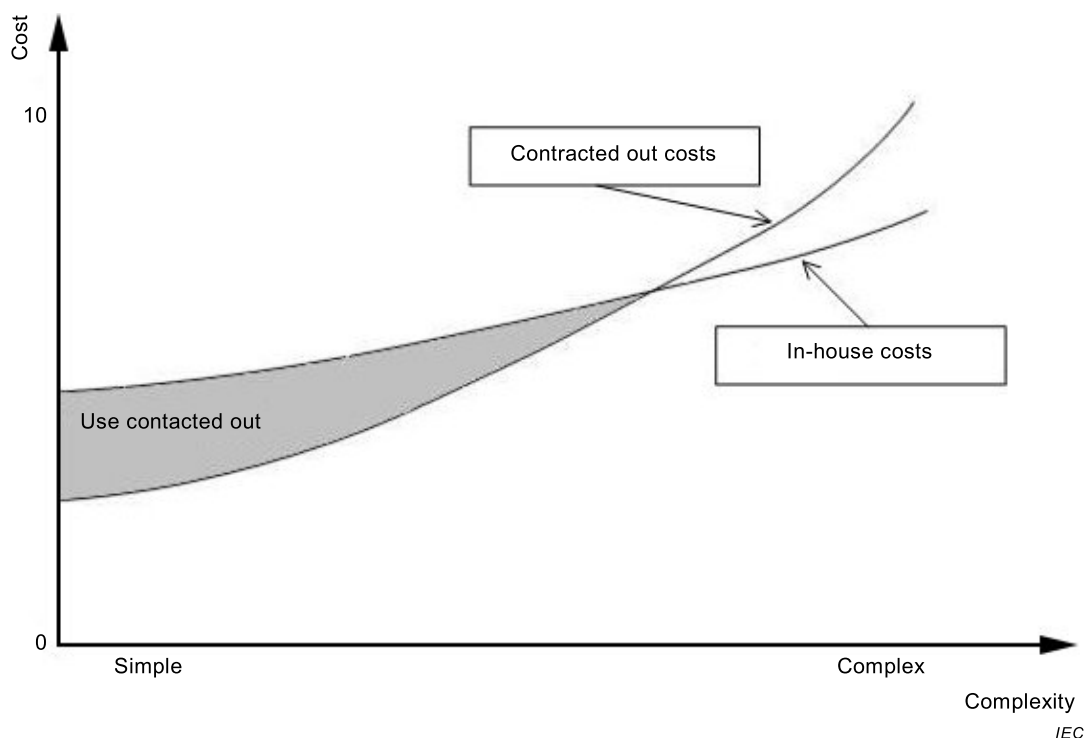 Cost
10
Contracted out costs
In-house costs
Use contacted out
0
Simple
Complex
Complexity
IEC